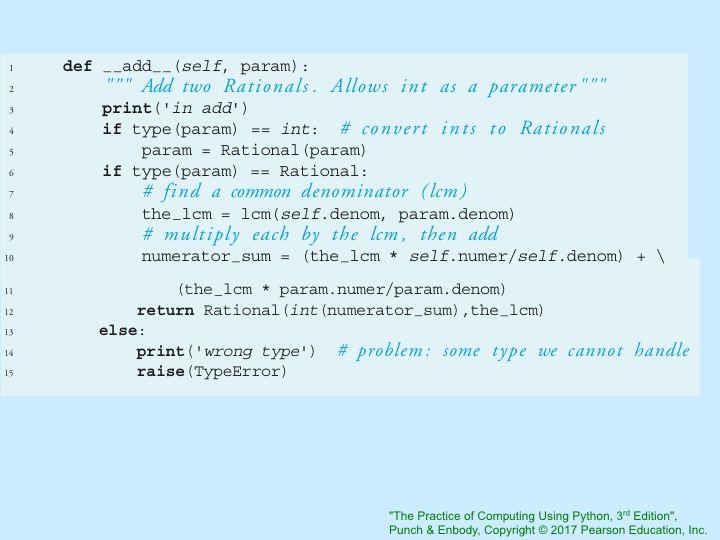 1 def __add__(self, param):
2 """ Add two Rationals. Allows int as a parameter"""
3 print('in add')
4 if type(param) == int: # convert ints to Rationals
5 param = Rational(param)
6 if type(param) == Rational:
7 # find a common denominator (lcm)
8 the_lcm = lcm(self.denom, param.denom)
9 # multiply each by the lcm, then add
10 numerator_sum = (the_lcm * self.numer/self.denom) + \
11 (the_lcm * param.numer/param.denom)
12 return Rational(int(numerator_sum),the_lcm)
13 else:
14 print('wrong type') # problem: some type we cannot handle
15 raise(TypeError)
"The Practice of Computing Using Python, 3rd Edition",
Punch & Enbody, Copyright © 2017 Pearson Education, Inc.